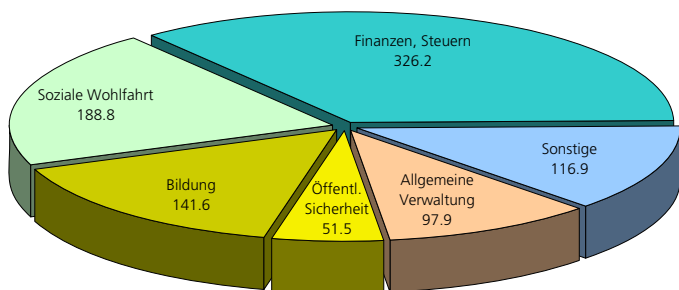 Finanzen, Steuern
326.2
Soziale Wohlfahrt
188.8
Sonstige
116.9
Bildung
141.6
Öffentl.
Sicherheit
51.5
Allgemeine
Verwaltung
97.9